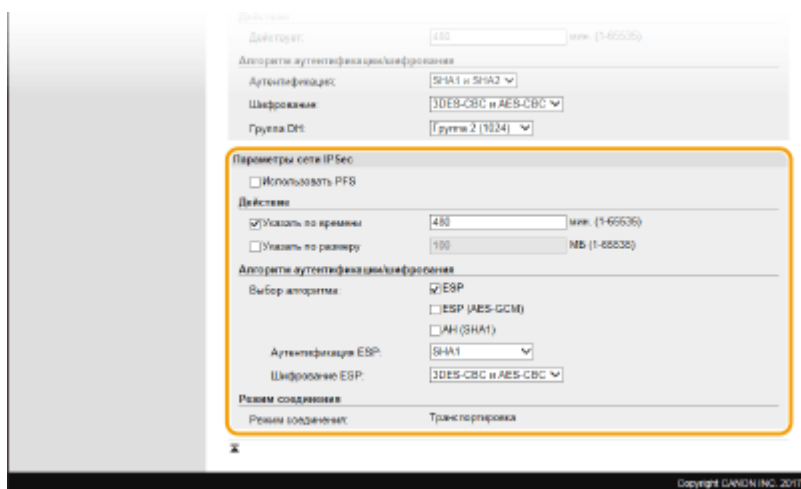 Действует: 480 мин. (1-65535)
Алгоритм аутентификации/шифрования
Аутентификация: SHA1 и SHA2
Шифрование: 3DES-CBC и AES-CBC
Группа DH: Группа 2 (1024)
Параметры сети IPSec
Использовать PFS
Действие
Указать по времени 480 мин. (1-65535)
Указать по размеру 100 МБ (1-65535)
Алгоритм аутентификации/шифрования
Выбор алгоритма: ESP
ESP (AES-GCM)
AH (SHA1)
Аутентификация ESP: SHA1
Шифрование ESP: 3DES-CBC и AES-CBC
Режим соединения
Режим соединения: Транспортировка
Copyright CANON INC. 2017